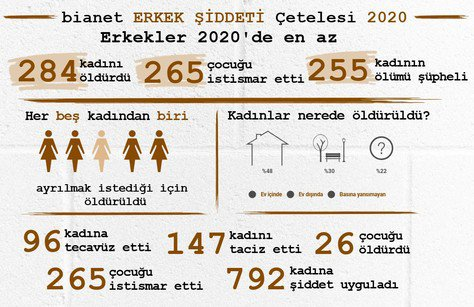 bianet ERKEK ŞİDDETİ Çetelesi 2020
Erkekler 2020'de en az
284 kadını öldürdü
265 çocuğu istismar etti
255 kadının ölümü şüpheli
Her beş kadından biri
ayrılmak istediği için
öldürüldü
Kadınlar nerede öldürüldü?
%48 %30 %22
Ev içinde Ev dışında Basına yansımayan
96 kadına tecavüz etti
147 kadını taciz etti
26 çocuğu öldürdü
265 çocuğu istismar etti
792 kadına şiddet uyguladı